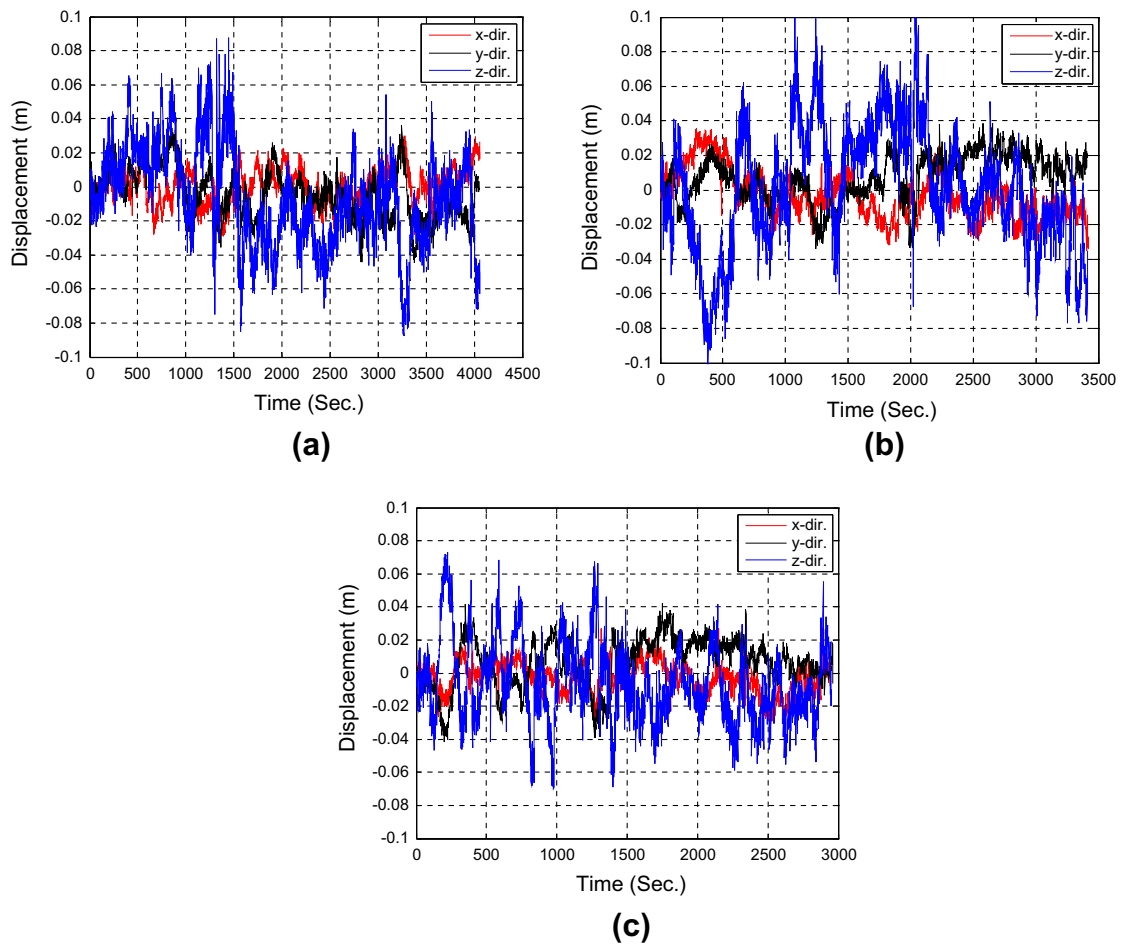 0.1
0.08
0.06
0.04
0.02
0
-0.02
-0.04
-0.06
-0.08
-0.1
Displacement (m)
x-dir.
y-dir.
z-dir.
0 500 1000 1500 2000 2500 3000 3500 4000 4500
Time (Sec.)
(a)
0.1
0.08
0.06
0.04
0.02
0
-0.02
-0.04
-0.06
-0.08
-0.1
Displacement (m)
x-dir.
y-dir.
z-dir.
0 500 1000 1500 2000 2500 3000 3500
Time (Sec.)
(b)
0.1
0.08
0.06
0.04
0.02
0
-0.02
-0.04
-0.06
-0.08
-0.1
Displacement (m)
x-dir.
y-dir.
z-dir.
0 500 1000 1500 2000 2500 3000
Time (Sec.)
(c)